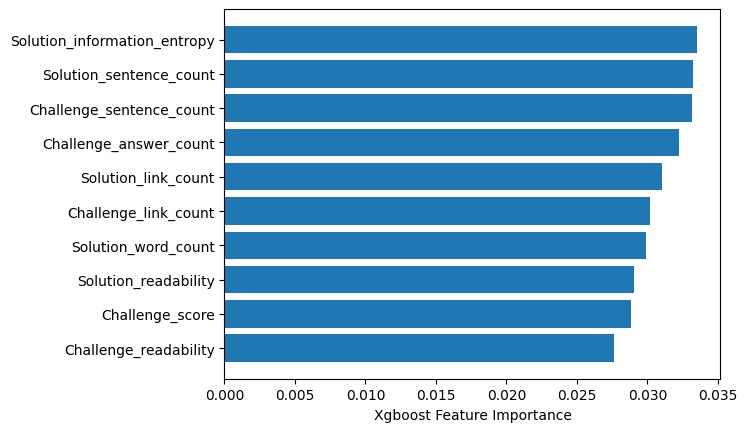 Solution_information_entropy
Solution_sentence_count
Challenge_sentence_count
Challenge_answer_count
Solution_link_count
Challenge_link_count
Solution_word_count
Solution_readability
Challenge_score
Challenge_readability
0.000 0.005 0.010 0.015 0.020 0.025 0.030 0.035
Xgboost Feature Importance